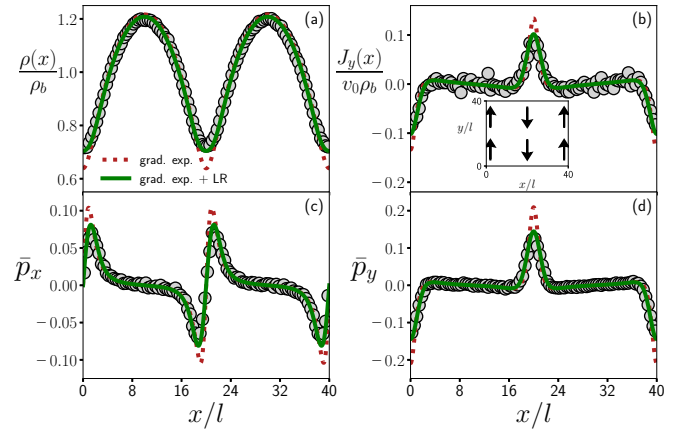 1.2
1.0
0.8
0.6
ρ(x)
ρ_b
(a)
grad. exp.
grad. exp. + LR
0.1
0.0
−0.1
−0.2
J_y(x)
v_0ρ_b
(b)
40
y/l
0
0
x/l
40
0.10
0.05
0.00
−0.05
−0.10
p̄_x
(c)
0 8 16 24 32 40
x/l
0.2
0.1
0.0
−0.1
−0.2
p̄_y
(d)
0 8 16 24 32 40
x/l